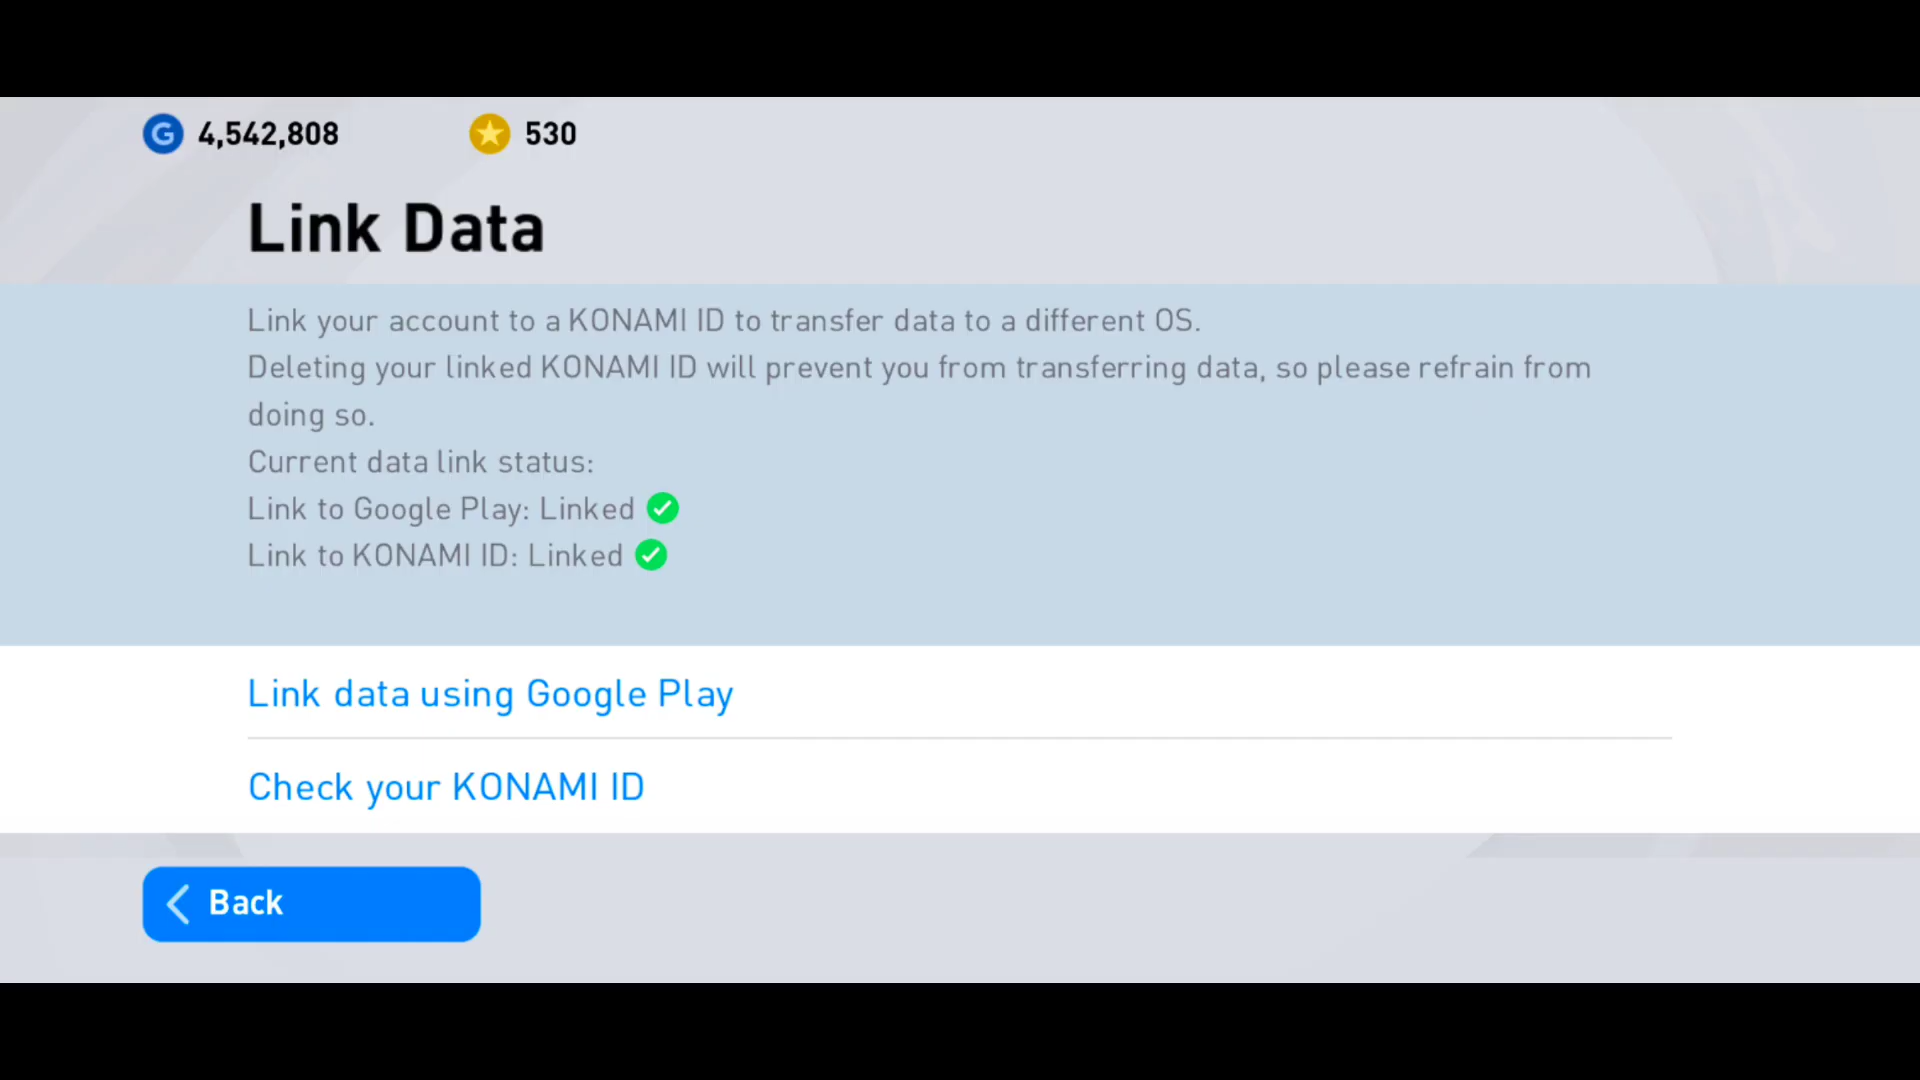 G 4,542,808 530
Link Data
Link your account to a KONAMI ID to transfer data to a different OS.
Deleting your linked KONAMI ID will prevent you from transferring data, so please refrain from
doing so.
Current data link status:
Link to Google Play: Linked
Link to KONAMI ID: Linked
Link data using Google Play
Check your KONAMI ID
Back